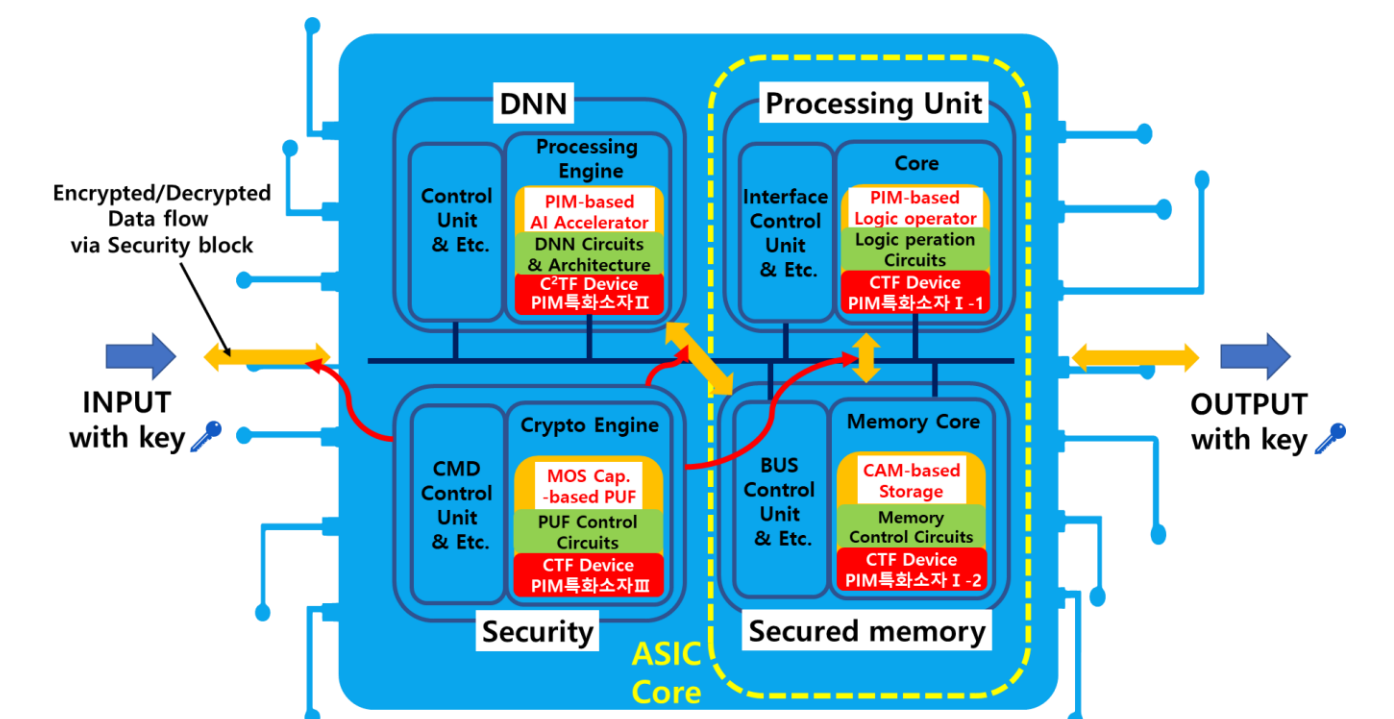 DNN
Control
Unit
& Etc.
Processing
Engine
PIM-based
AI Accelerator
DNN Circuits
& Architecture
C²TF Device
PIM특화소자Ⅱ
Processing Unit
Interface
Control
Unit
& Etc.
Core
PIM-based
Logic operator
Logic peration
Circuits
CTF Device
PIM특화소자Ⅰ-1
Encrypted/Decrypted
Data flow
via Security block
INPUT
with key
OUTPUT
with key
CMD
Control
Unit
& Etc.
Crypto Engine
MOS Cap.
-based PUF
PUF Control
Circuits
CTF Device
PIM특화소자Ⅲ
Security
BUS
Control
Unit
& Etc.
Memory Core
CAM-based
Storage
Memory
Control Circuits
CTF Device
PIM특화소자Ⅰ-2
Secured memory
ASIC
Core